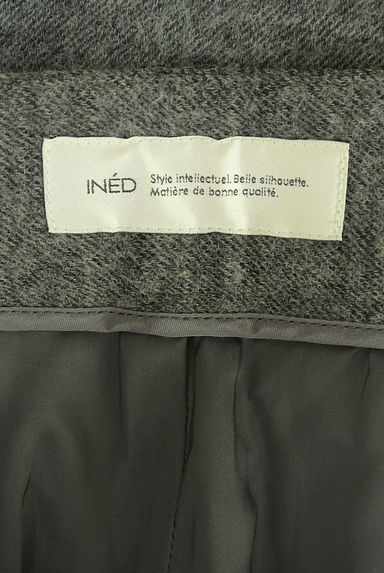 INÉD
Style intellectuel. Belle silhouette.
Matière de bonne qualité.